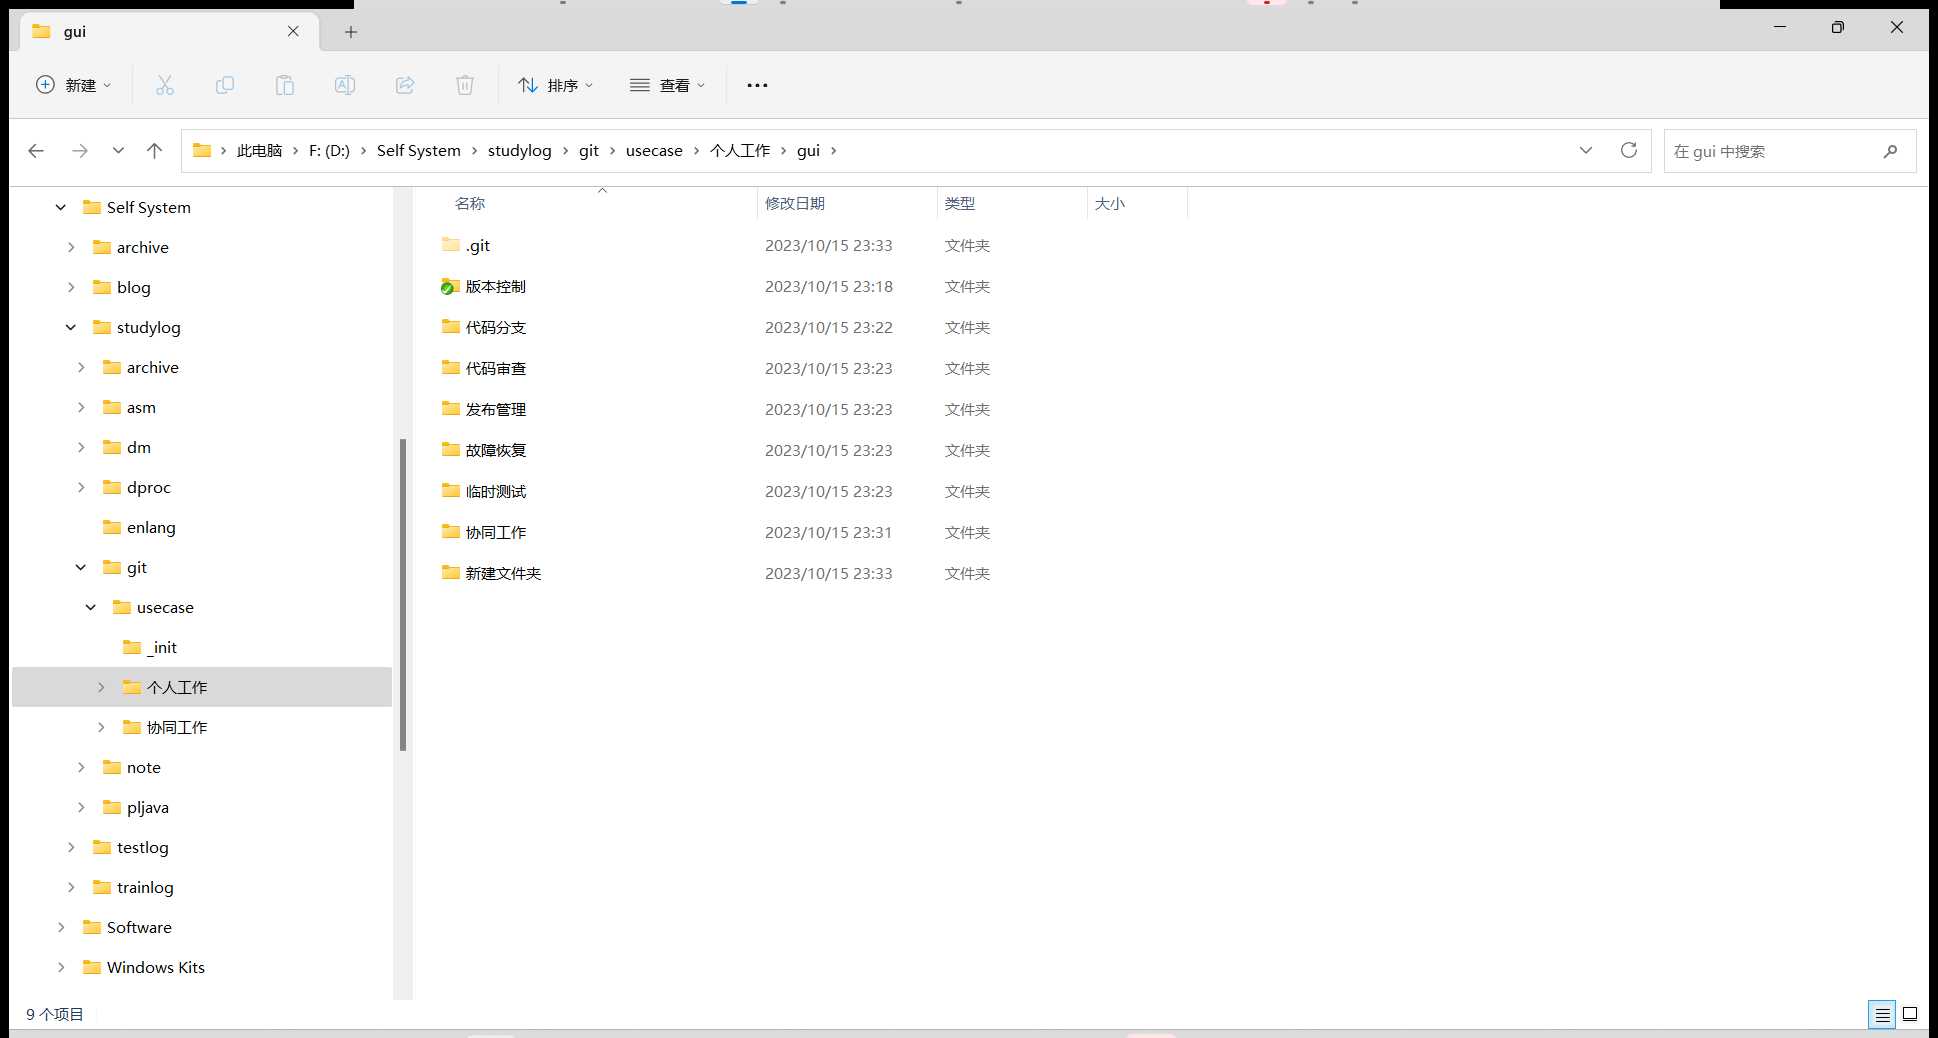 gui
新建
排序
查看
此电脑 > F: (D:) > Self System > studylog > git > usecase > 个人工作 > gui >
在 gui 中搜索
Self System
archive
blog
studylog
archive
asm
dm
dproc
enlang
git
usecase
_init
个人工作
协同工作
note
pljava
testlog
trainlog
Software
Windows Kits
名称 修改日期 类型 大小
.git 2023/10/15 23:33 文件夹
版本控制 2023/10/15 23:18 文件夹
代码分支 2023/10/15 23:22 文件夹
代码审查 2023/10/15 23:23 文件夹
发布管理 2023/10/15 23:23 文件夹
故障恢复 2023/10/15 23:23 文件夹
临时测试 2023/10/15 23:23 文件夹
协同工作 2023/10/15 23:31 文件夹
新建文件夹 2023/10/15 23:33 文件夹
9 个项目